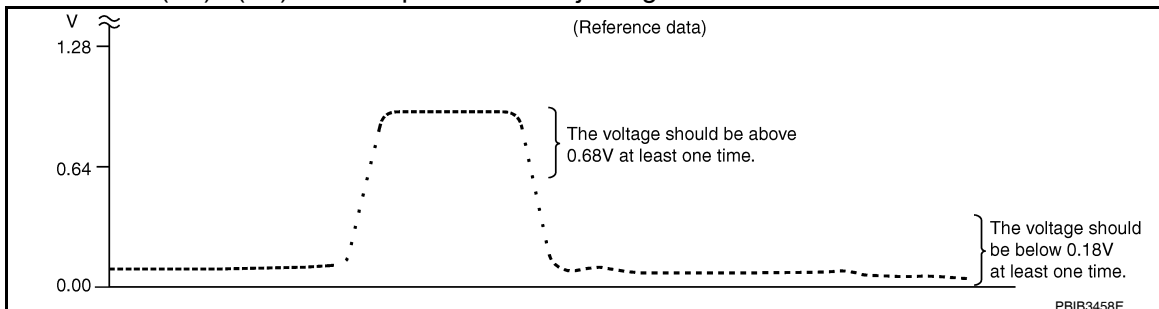 V
(Reference data)
1.28
The voltage should be above
0.68V at least one time.
0.64
The voltage should
be below 0.18V
at least one time.
0.00